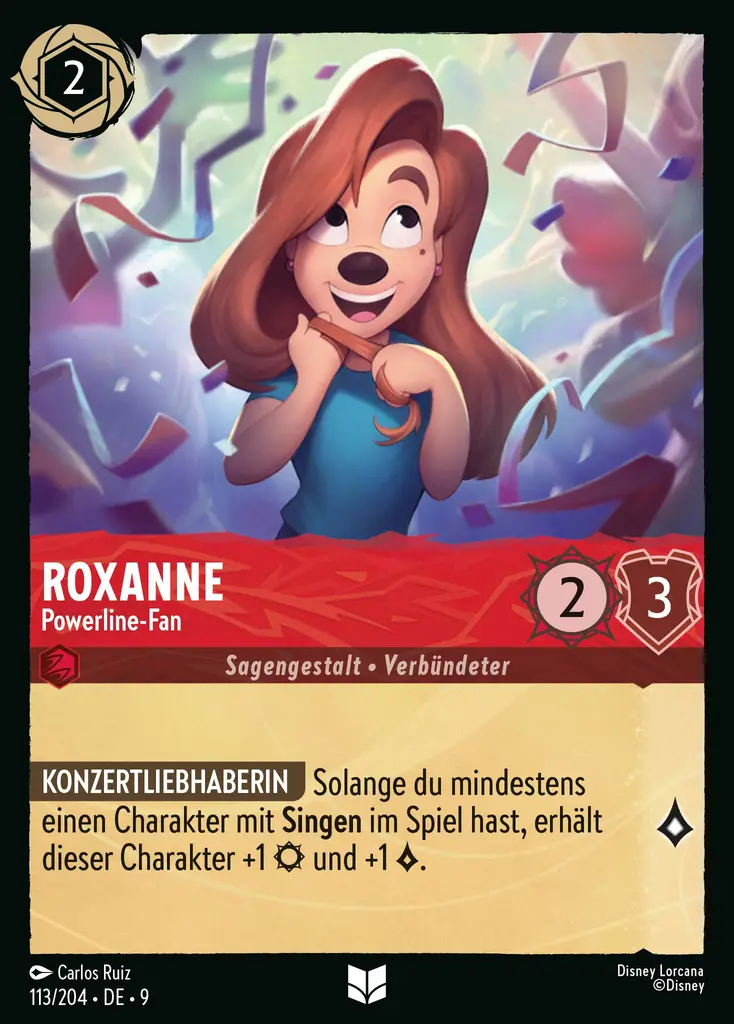 2
ROXANNE
Powerline-Fan
2
3
Sagengestalt • Verbündeter
KONZERTLIEBHABERIN Solange du mindestens
einen Charakter mit Singen im Spiel hast, erhält
dieser Charakter +1 und +1.
Carlos Ruiz
113/204 • DE • 9
Disney Lorcana
©Disney